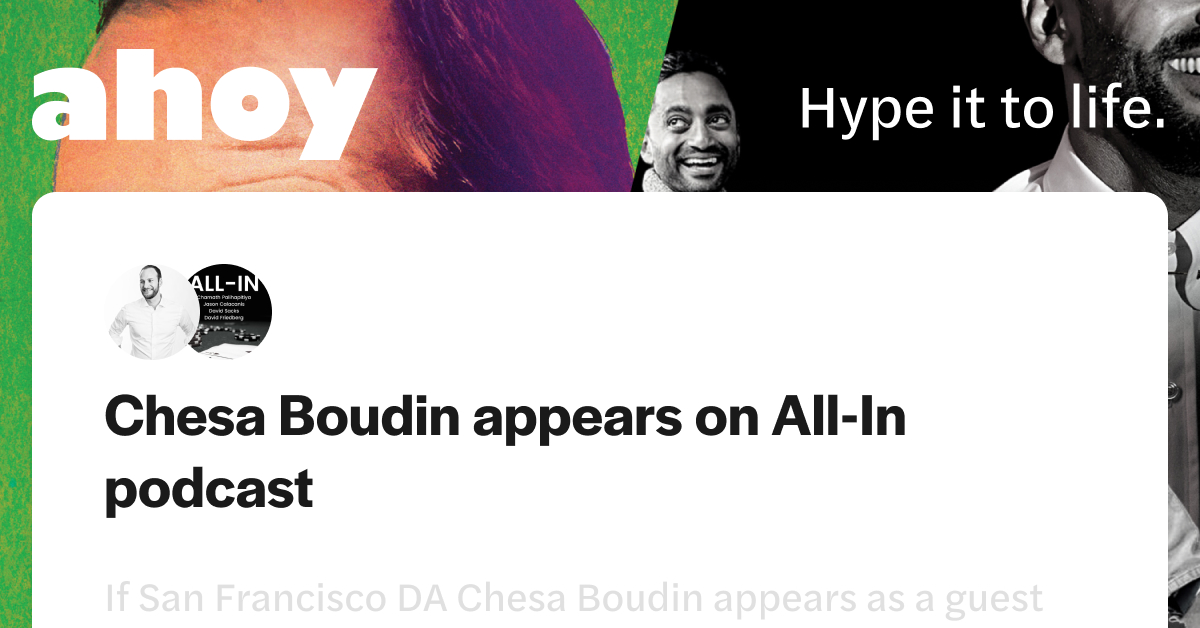 ahoy
Hype it to life.
ALL-IN
Chamath Palihapitiya
Jason Calacanis
David Sacks
David Friedberg
Chesa Boudin appears on All-In
podcast
If San Francisco DA Chesa Boudin appears as a guest